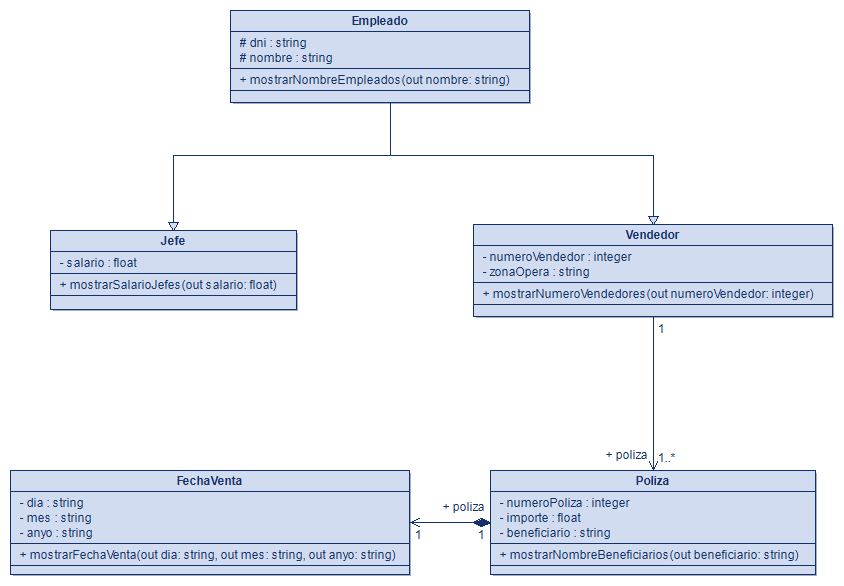 Empleado
# dni : string
# nombre : string
+ mostrarNombreEmpleados(out nombre: string)
Jefe
- salario : float
+ mostrarSalarioJefes(out salario: float)
Vendedor
- numeroVendedor : integer
- zonaOpera : string
+ mostrarNumeroVendedores(out numeroVendedor: integer)
1
+ poliza
1..*
FechaVenta
- dia : string
- mes : string
- anyo : string
+ mostrarFechaVenta(out dia: string, out mes: string, out anyo: string)
+ poliza
1
1
Poliza
- numeroPoliza : integer
- importe : float
- beneficiario : string
+ mostrarNombreBeneficiarios(out beneficiario: string)